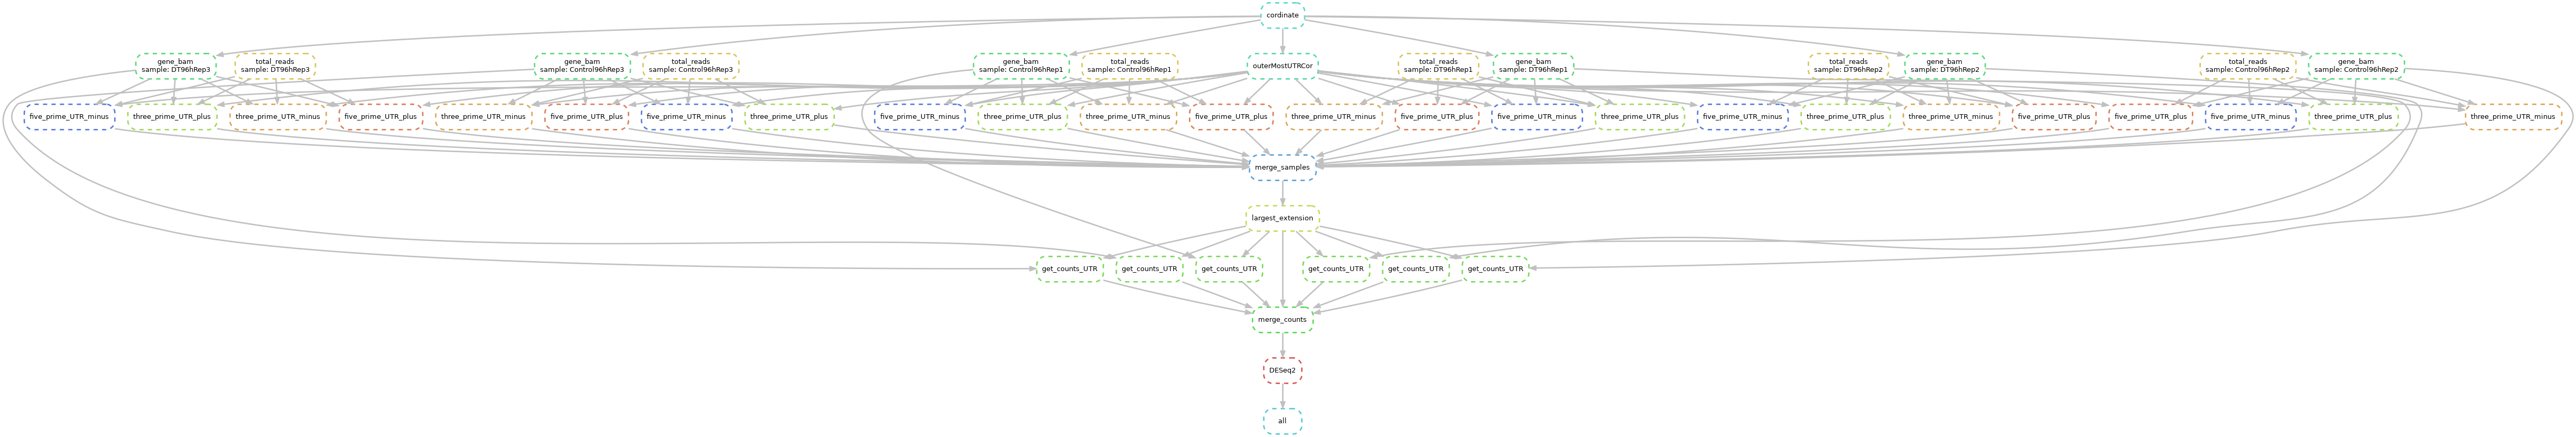 cordinate
gene_bam
sample: DT96hRep3
total_reads
sample: DT96hRep3
gene_bam
sample: Control96hRep3
total_reads
sample: Control96hRep3
gene_bam
sample: Control96hRep1
total_reads
sample: Control96hRep1
outerMostUTRCor
total_reads
sample: DT96hRep1
gene_bam
sample: DT96hRep1
total_reads
sample: DT96hRep2
gene_bam
sample: DT96hRep2
total_reads
sample: Control96hRep2
gene_bam
sample: Control96hRep2
five_prime_UTR_minus
three_prime_UTR_plus
three_prime_UTR_minus
five_prime_UTR_plus
three_prime_UTR_minus
five_prime_UTR_plus
five_prime_UTR_minus
three_prime_UTR_plus
five_prime_UTR_minus
three_prime_UTR_plus
three_prime_UTR_minus
five_prime_UTR_plus
three_prime_UTR_minus
five_prime_UTR_plus
five_prime_UTR_minus
three_prime_UTR_plus
five_prime_UTR_minus
three_prime_UTR_plus
three_prime_UTR_minus
five_prime_UTR_plus
five_prime_UTR_plus
five_prime_UTR_minus
three_prime_UTR_plus
three_prime_UTR_minus
merge_samples
largest_extension
get_counts_UTR
get_counts_UTR
get_counts_UTR
get_counts_UTR
get_counts_UTR
get_counts_UTR
merge_counts
DESeq2
all